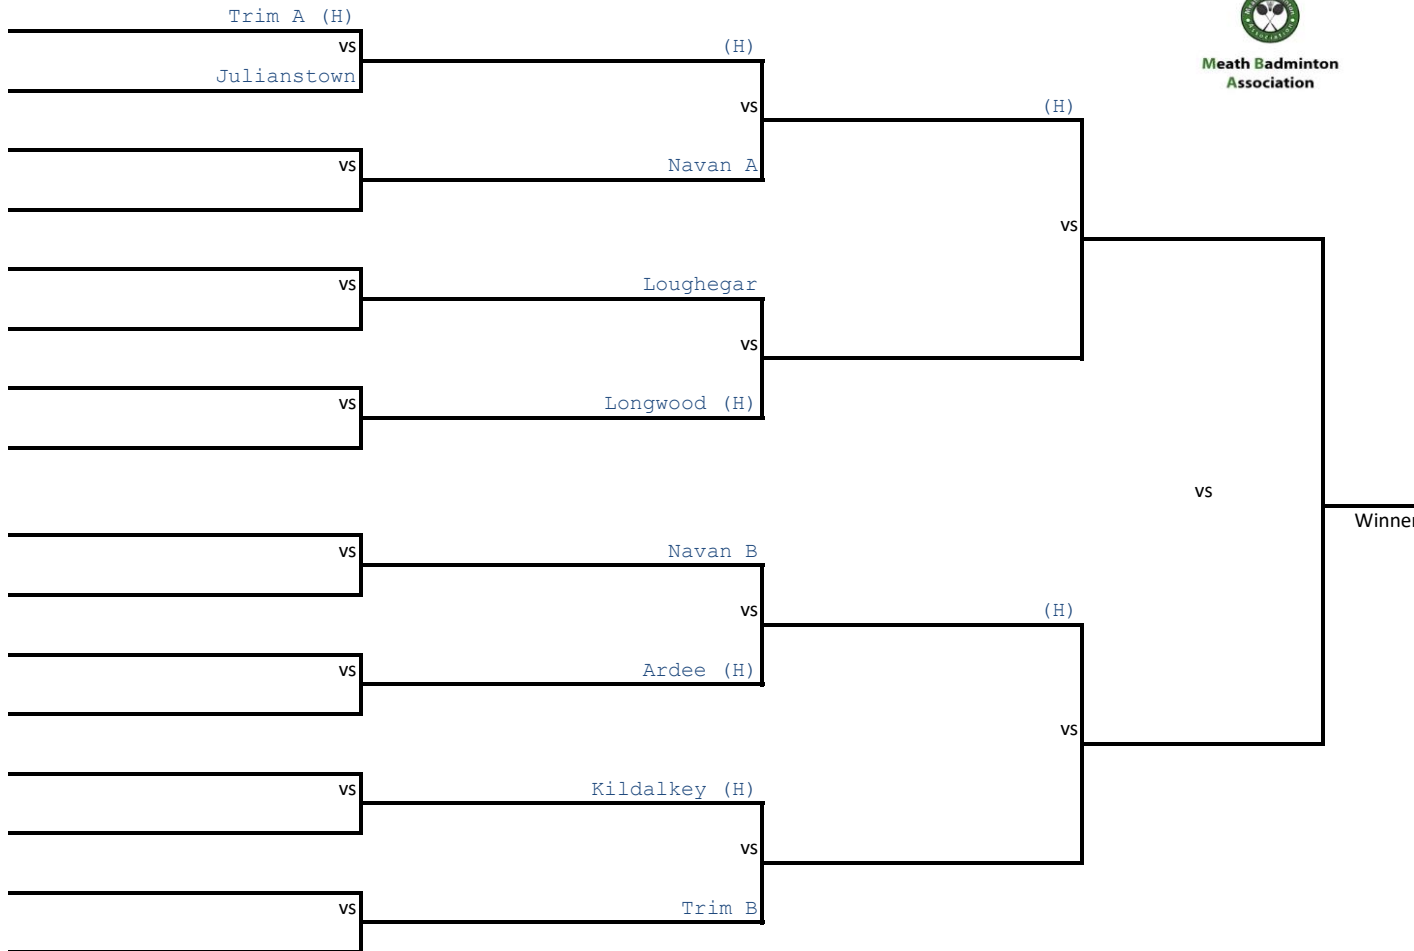 Trim A (H)
vs
Julianstown
(H)
vs
Navan A
vs
(H)
vs
vs
Loughegar
vs
vs
Longwood (H)
vs
vs
Winner
vs
Navan B
vs
(H)
vs
Ardee (H)
vs
vs
Kildalkey (H)
vs
vs
Trim B
Meath Badminton
Association